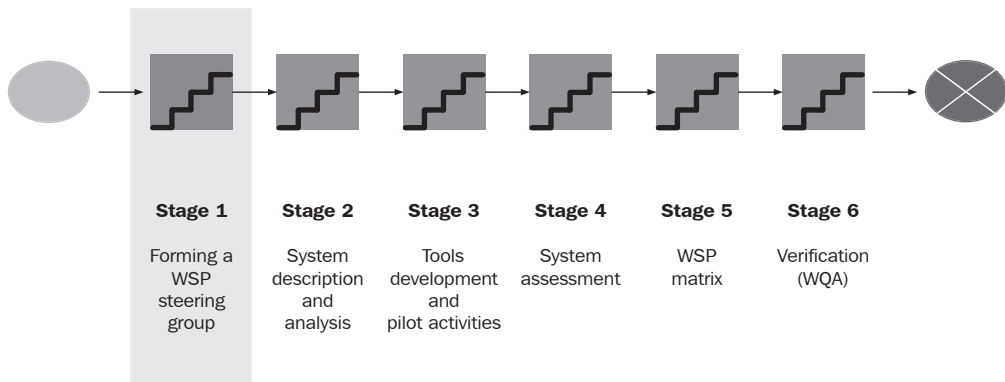 Stage 1
Forming a
WSP
steering
group
Stage 2
System
description
and
analysis
Stage 3
Tools
development
and
pilot activities
Stage 4
System
assessment
Stage 5
WSP
matrix
Stage 6
Verification
(WQA)